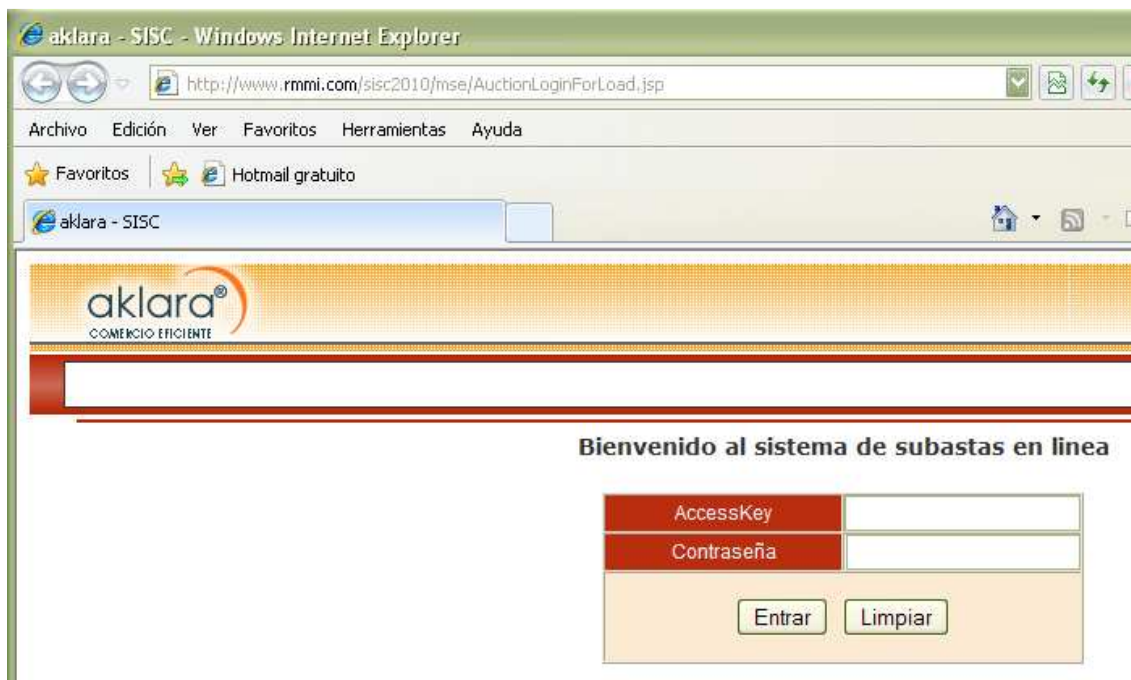 aklara - SISC - Windows Internet Explorer
http://www.rmmi.com/sisc2010/mse/AuctionLoginForLoad.jsp
Archivo Edición Ver Favoritos Herramientas Ayuda
Favoritos Hotmail gratuito
aklara - SISC
aklara®
COMERCIO EFICIENTE
Bienvenido al sistema de subastas en linea
AccessKey
Contraseña
Entrar Limpiar